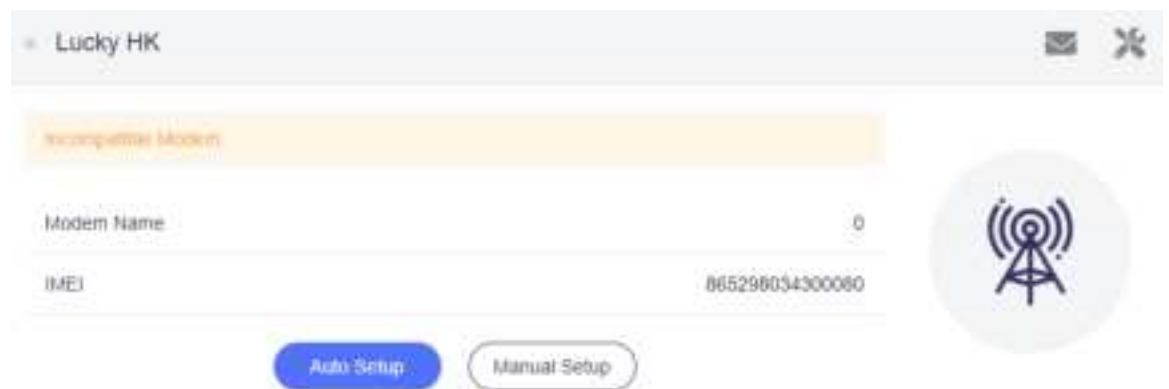 Lucky HK
Incompatible Modem
Modem Name 0
IMEI 865298034300080
Auto Setup Manual Setup